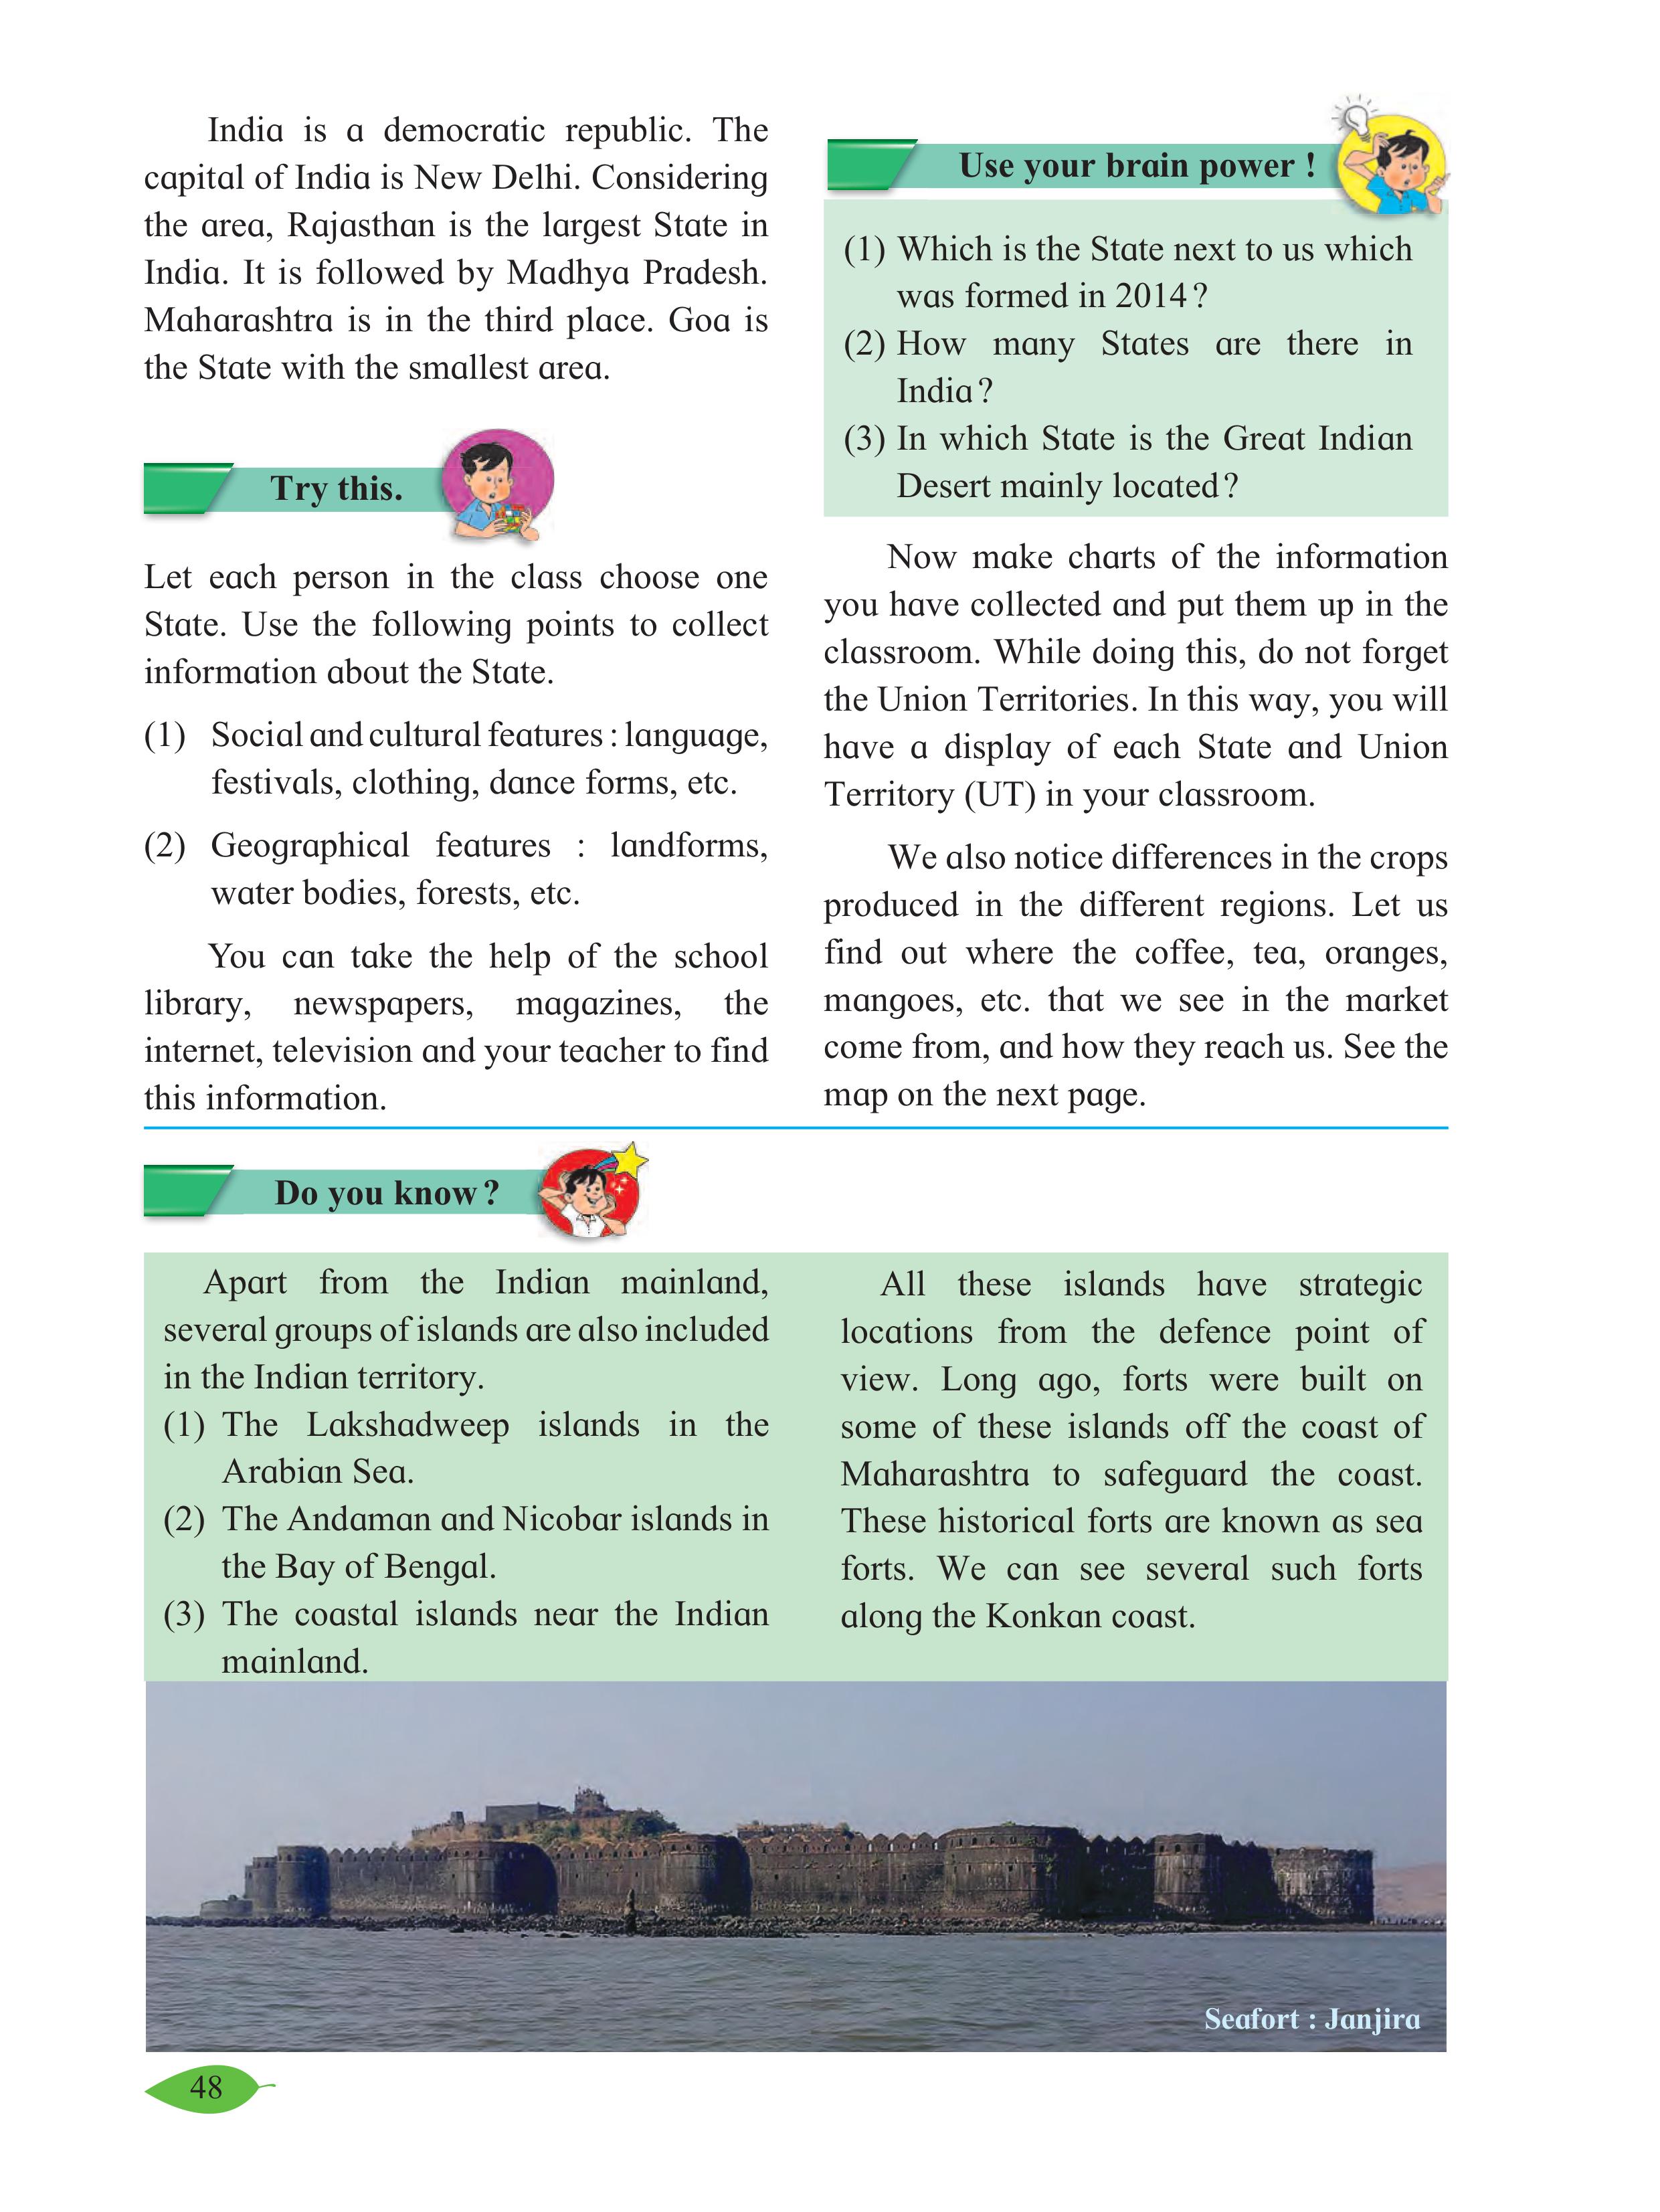 India is a democratic republic. The
capital of India is New Delhi. Considering
the area, Rajasthan is the largest State in
India. It is followed by Madhya Pradesh.
Maharashtra is in the third place. Goa is
the State with the smallest area.
Try this.
Let each person in the class choose one
State. Use the following points to collect
information about the State.
(1) Social and cultural features : language,
festivals, clothing, dance forms, etc.
(2) Geographical features : landforms,
water bodies, forests, etc.
You can take the help of the school
library, newspapers, magazines, the
internet, television and your teacher to find
this information.
Use your brain power !
(1) Which is the State next to us which
was formed in 2014?
(2) How many States are there in
India?
(3) In which State is the Great Indian
Desert mainly located?
Now make charts of the information
you have collected and put them up in the
classroom. While doing this, do not forget
the Union Territories. In this way, you will
have a display of each State and Union
Territory (UT) in your classroom.
We also notice differences in the crops
produced in the different regions. Let us
find out where the coffee, tea, oranges,
mangoes, etc. that we see in the market
come from, and how they reach us. See the
map on the next page.
Do you know?
Apart from the Indian mainland,
several groups of islands are also included
in the Indian territory.
(1) The Lakshadweep islands in the
Arabian Sea.
(2) The Andaman and Nicobar islands in
the Bay of Bengal.
(3) The coastal islands near the Indian
mainland.
All these islands have strategic
locations from the defence point of
view. Long ago, forts were built on
some of these islands off the coast of
Maharashtra to safeguard the coast.
These historical forts are known as sea
forts. We can see several such forts
along the Konkan coast.
Seafort : Janjira
48